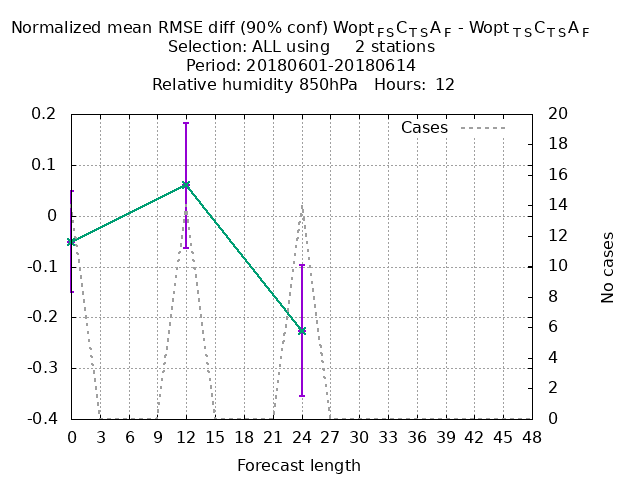 Normalized mean RMSE diff (90% conf) Wopt FS C TS A F - Wopt TS C TS A F
Selection: ALL using 2 stations
Period: 20180601-20180614
Relative humidity 850hPa Hours: 12
Cases
0.2
0.1
0
-0.1
-0.2
-0.3
-0.4
20
18
16
14
12
10
8
6
4
2
0
No cases
0 3 6 9 12 15 18 21 24 27 30 33 36 39 42 45 48
Forecast length